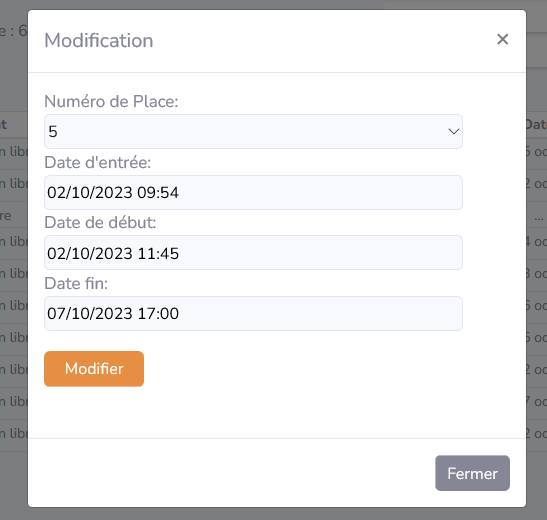 e : 6
Modification
×
Numéro de Place:
5
Date d'entrée:
02/10/2023 09:54
Date de début:
02/10/2023 11:45
Date fin:
07/10/2023 17:00
Modifier
Fermer